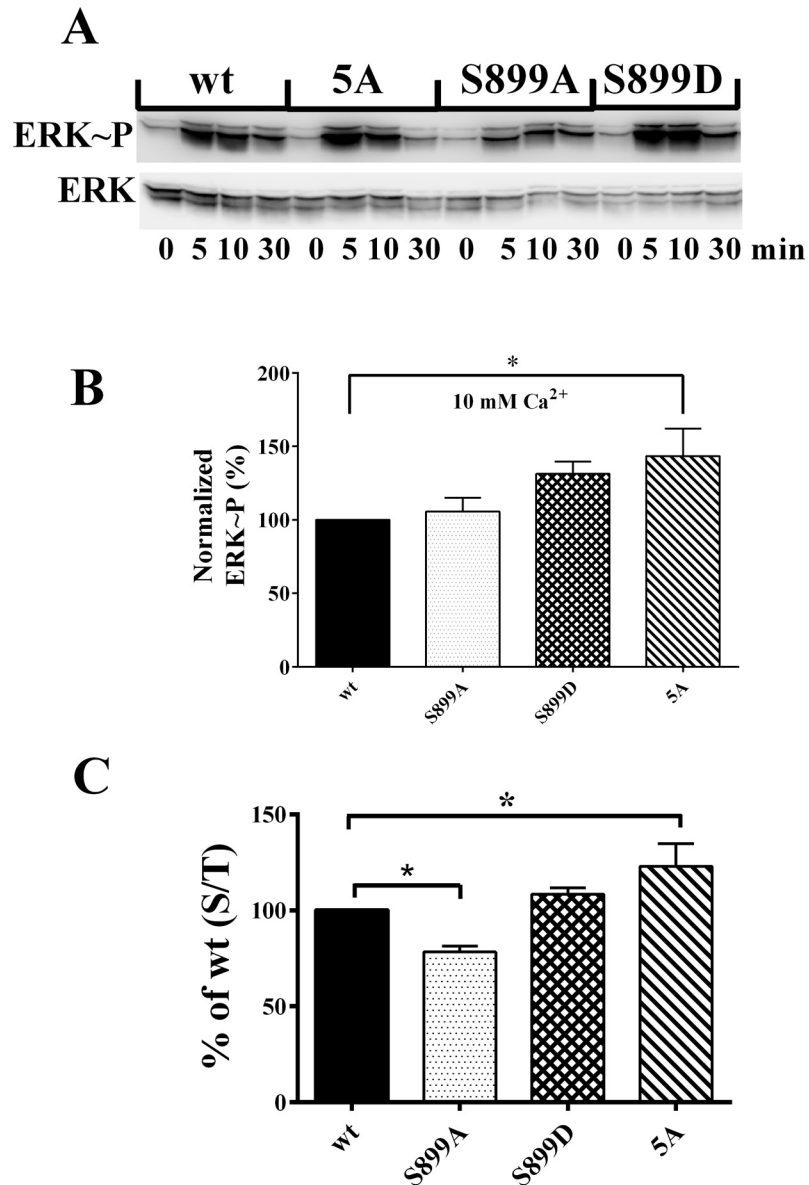 A
wt 5A S899A S899D
ERK~P
ERK
0 5 10 30 0 5 10 30 0 5 10 30 0 5 10 30 min
B
*
200
10 mM Ca²⁺
150
100
50
0
Normalized
ERK~P (%)
wt S899A S899D 5A
C
*
150
*
100
50
0
% of wt (S/T)
wt S899A S899D 5A